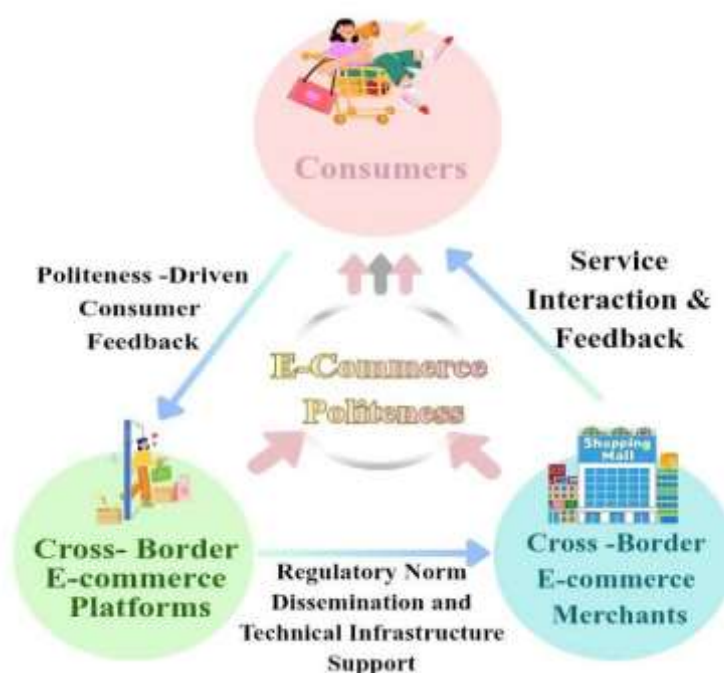 Consumers
Politeness -Driven
Consumer
Feedback
Service
Interaction &
Feedback
E-Commerce
Politeness
Shopping
Mall
Cross- Border
E-commerce
Platforms
Cross -Border
E-commerce
Merchants
Regulatory Norm
Dissemination and
Technical Infrastructure
Support